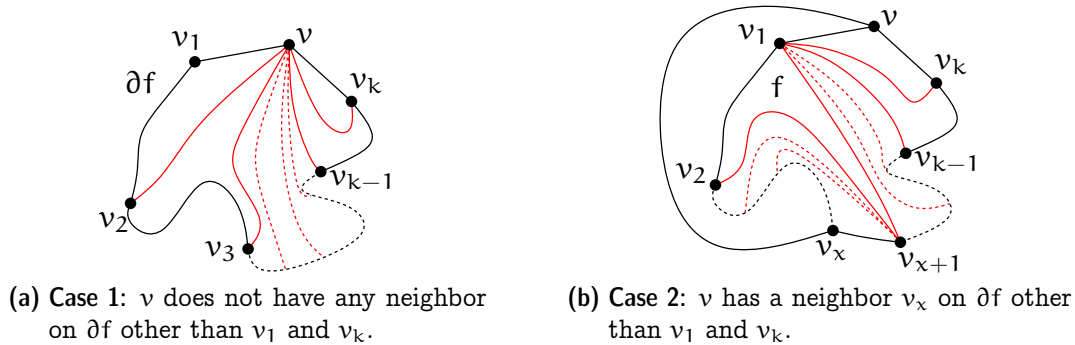 v₁ v
∂f vₖ
vₖ₋₁
v₂
v₃
(a) Case 1: v does not have any neighbor
on ∂f other than v₁ and vₖ.
v
v₁
vₖ
f
vₖ₋₁
v₂
vₓ
vₓ₊₁
(b) Case 2: v has a neighbor vₓ on ∂f other
than v₁ and vₖ.